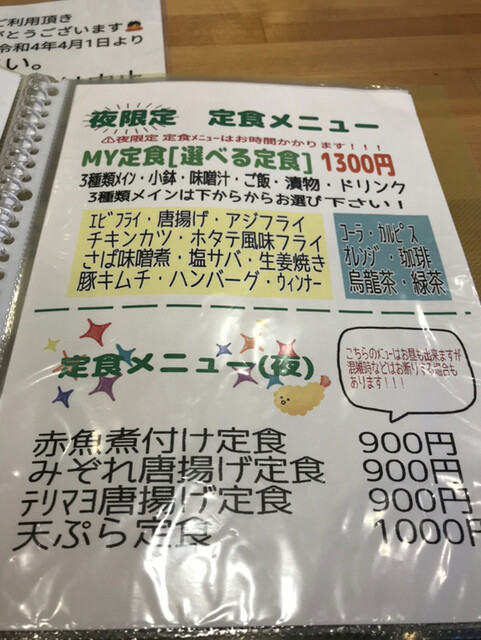 ご利用頂き
がとうございます
令和4年4月1日より
い。
夜限定 定食メニュー
⚠夜限定 定食ﾒﾆｭｰはお時間かかります！！！
MY定食[選べる定食] 1300円
3種類ﾒｲﾝ・小鉢・味噌汁・ご飯・漬物・ドリンク
3種類メインは下からからお選び下さい！
ｴﾋﾞﾌﾗｲ・唐揚げ・アジフライ
チキンカツ・ホタテ風味フライ
さば味噌煮・塩サバ・生姜焼き
豚キムチ・ハンバーグ・ウィンナー
コーラ・カルピス
オレンジ・珈琲
烏龍茶・緑茶
定食メニュー(夜)
こちらのﾒﾆｭｰはお昼も出来ますが
混雑時などはお断りする場合も
あります！！！
赤魚煮付け定食 900円
みぞれ唐揚げ定食 900円
テリマヨ唐揚げ定食 900円
天ぷら定食 1000円